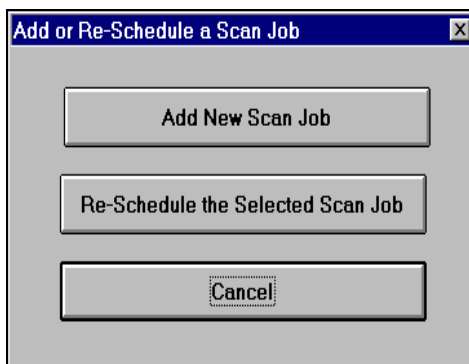 Add or Re-Schedule a Scan Job
Add New Scan Job
Re-Schedule the Selected Scan Job
Cancel